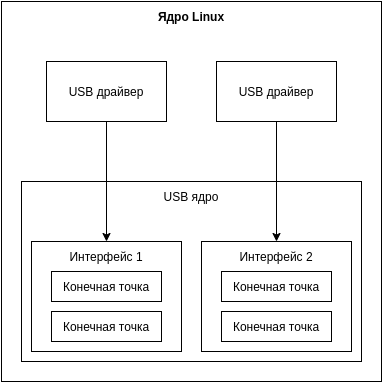 Ядро Linux
USB драйвер
USB драйвер
USB ядро
Интерфейс 1
Интерфейс 2
Конечная точка
Конечная точка
Конечная точка
Конечная точка